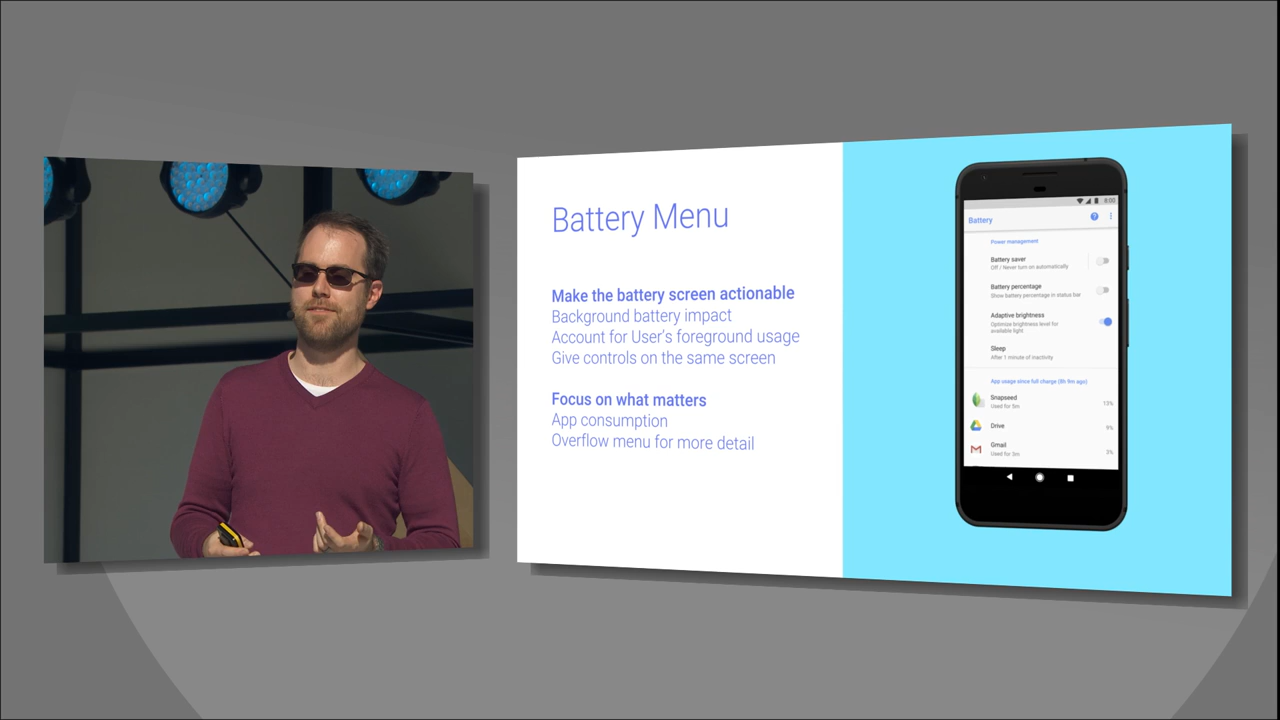 Battery Menu
Make the battery screen actionable
Background battery impact
Account for User's foreground usage
Give controls on the same screen
Focus on what matters
App consumption
Overflow menu for more detail
8:00
Battery
Power management
Battery saver
Off / Never turn on automatically
Battery percentage
Show battery percentage in status bar
Adaptive brightness
Optimize brightness level for
available light
Sleep
After 1 minute of inactivity
App usage since full charge (8h 9m ago)
Snapseed
Used for 5m
13%
Drive
9%
Gmail
Used for 3m
3%